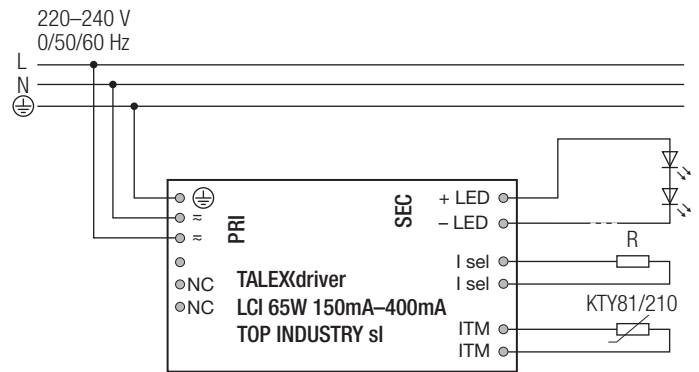 220–240 V
0/50/60 Hz
L
N
PRI
SEC
+ LED
– LED
I sel
I sel
ITM
ITM
≂
≂
NC
NC
TALEXXdriver
LCI 65W 150mA–400mA
TOP INDUSTRY sl
R
KTY81/210